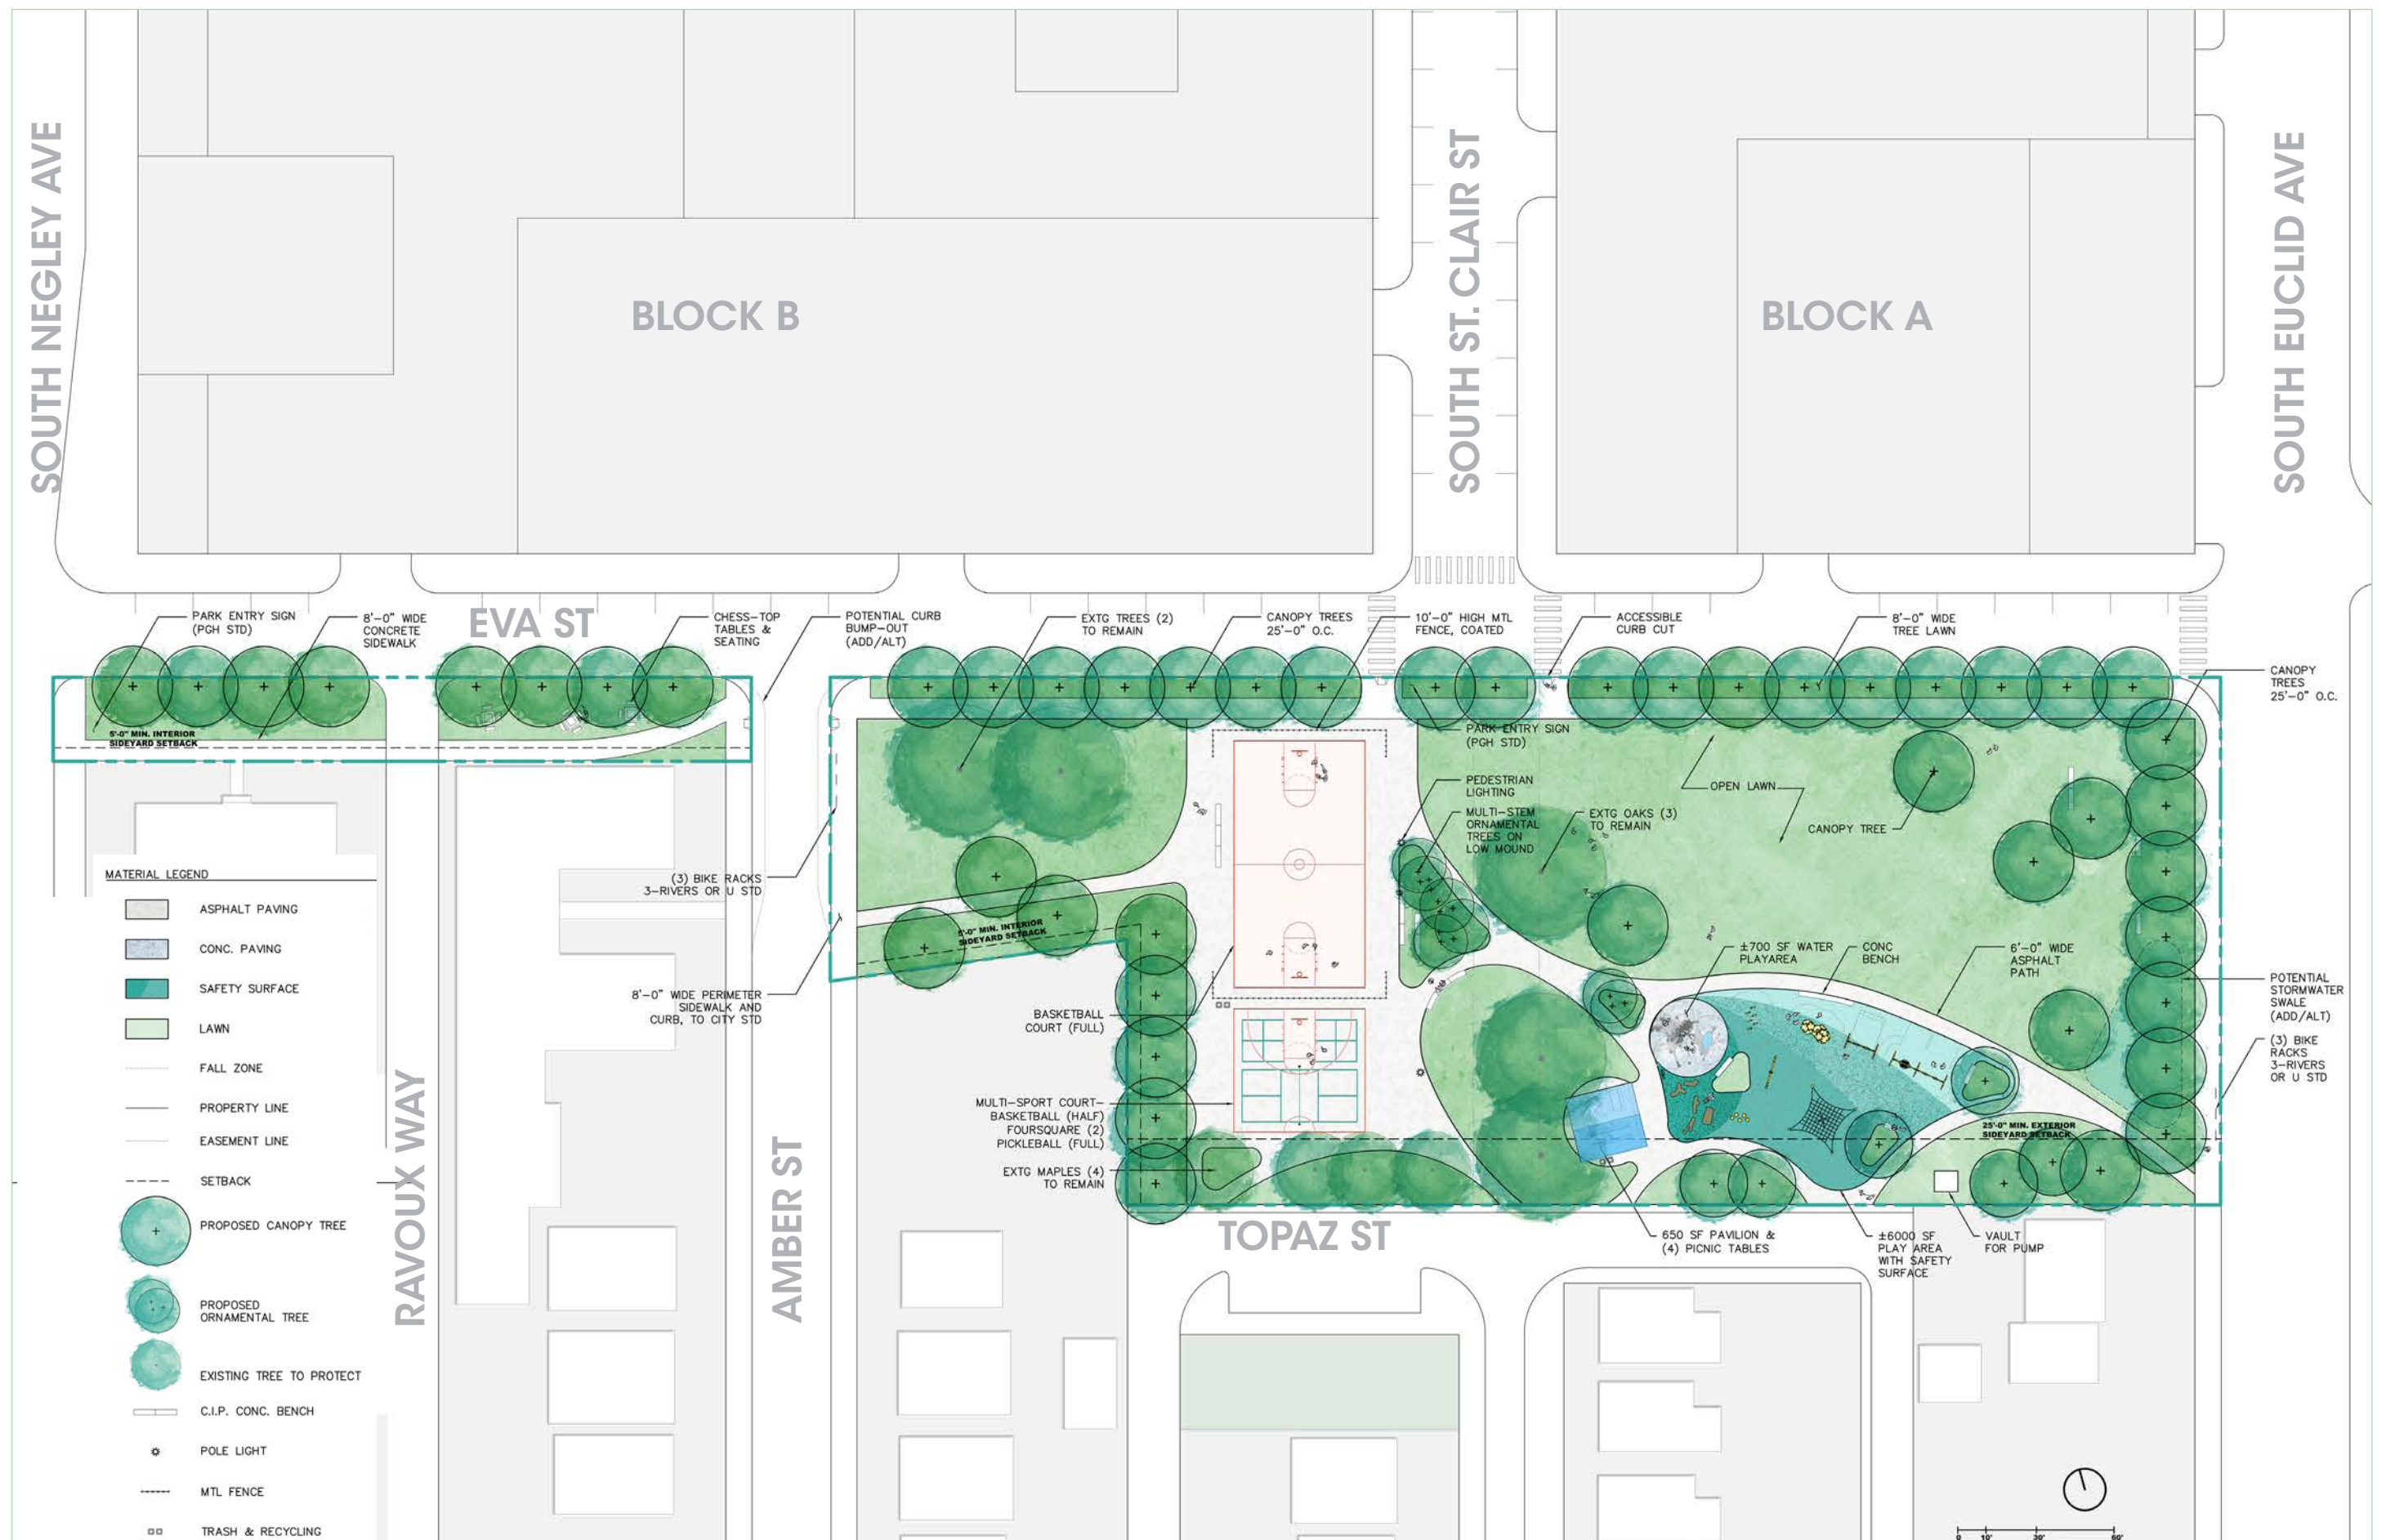 SOUTH NEGLEY AVE
BLOCK B
SOUTH ST. CLAIR ST
BLOCK A
SOUTH EUCLID AVE
PARK ENTRY SIGN
(PGH STD)
8'-0" WIDE
CONCRETE
SIDEWALK
EVA ST
CHESS-TOP
TABLES &
SEATING
POTENTIAL CURB
BUMP-OUT
(ADD/ALT)
EXTG TREES (2)
TO REMAIN
CANOPY TREES
25'-0" O.C.
10'-0" HIGH MTL
FENCE, COATED
ACCESSIBLE
CURB CUT
8'-0" WIDE
TREE LAWN
CANOPY
TREES
25'-0" O.C.
5'-0" MIN. INTERIOR
SIDEYARD SETBACK
PARK ENTRY SIGN
(PGH STD)
PEDESTRIAN
LIGHTING
MULTI-STEM
ORNAMENTAL
TREES ON
LOW MOUND
EXTG OAKS (3)
TO REMAIN
OPEN LAWN
CANOPY TREE
(3) BIKE RACKS
3-RIVERS OR U STD
5'-0" MIN. INTERIOR
SIDEYARD SETBACK
±700 SF WATER
PLAYAREA
CONC
BENCH
6'-0" WIDE
ASPHALT
PATH
8'-0" WIDE PERIMETER
SIDEWALK AND
CURB, TO CITY STD
POTENTIAL
STORMWATER
SWALE
(ADD/ALT)
BASKETBALL
COURT (FULL)
(3) BIKE
RACKS
3-RIVERS
OR U STD
MULTI-SPORT COURT-
BASKETBALL (HALF)
FOURSQUARE (2)
PICKLEBALL (FULL)
25'-0" MIN. EXTERIOR
SIDEYARD SETBACK
EXTG MAPLES (4)
TO REMAIN
TOPAZ ST
650 SF PAVILION &
(4) PICNIC TABLES
±6000 SF
PLAY AREA
WITH SAFETY
SURFACE
VAULT
FOR PUMP
RAVOUX WAY
AMBER ST
MATERIAL LEGEND
ASPHALT PAVING
CONC. PAVING
SAFETY SURFACE
LAWN
FALL ZONE
PROPERTY LINE
EASEMENT LINE
SETBACK
PROPOSED CANOPY TREE
PROPOSED
ORNAMENTAL TREE
EXISTING TREE TO PROTECT
C.I.P. CONC. BENCH
POLE LIGHT
MTL FENCE
TRASH & RECYCLING
0 10' 30' 60'